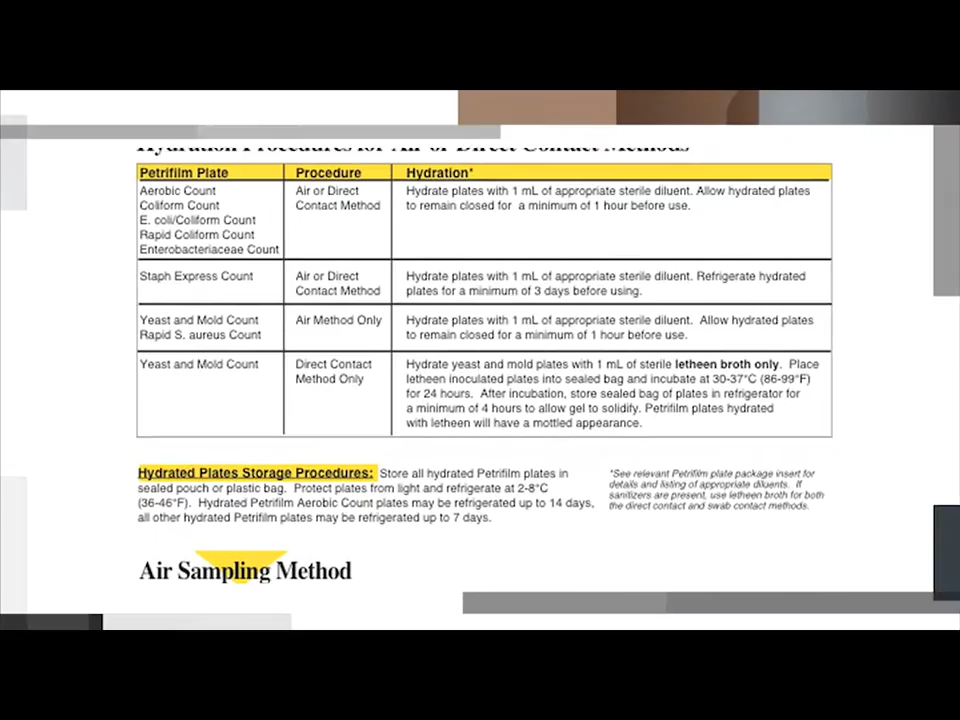 Hydration Procedures for Air or Direct Contact Methods
Petrifilm Plate Procedure Hydration*
Aerobic Count Air or Direct Hydrate plates with 1 mL of appropriate sterile diluent. Allow hydrated plates
Coliform Count Contact Method to remain closed for a minimum of 1 hour before use.
E. coli/Coliform Count
Rapid Coliform Count
Enterobacteriaceae Count
Staph Express Count Air or Direct Hydrate plates with 1 mL of appropriate sterile diluent. Refrigerate hydrated
Contact Method plates for a minimum of 3 days before using.
Yeast and Mold Count Air Method Only Hydrate plates with 1 mL of appropriate sterile diluent. Allow hydrated plates
Rapid S. aureus Count to remain closed for a minimum of 1 hour before use.
Yeast and Mold Count Direct Contact Hydrate yeast and mold plates with 1 mL of sterile letheen broth only. Place
Method Only letheen inoculated plates into sealed bag and incubate at 30-37°C (86-99°F)
for 24 hours. After incubation, store sealed bag of plates in refrigerator for
a minimum of 4 hours to allow gel to solidify. Petrifilm plates hydrated
with letheen will have a mottled appearance.
Hydrated Plates Storage Procedures: Store all hydrated Petrifilm plates in
sealed pouch or plastic bag. Protect plates from light and refrigerate at 2-8°C
(36-46°F). Hydrated Petrifilm Aerobic Count plates may be refrigerated up to 14 days,
all other hydrated Petrifilm plates may be refrigerated up to 7 days.
*See relevant Petrifilm plate package insert for
details and listing of appropriate diluents. If
sanitizers are present, use letheen broth for both
the direct contact and swab contact methods.
Air Sampling Method